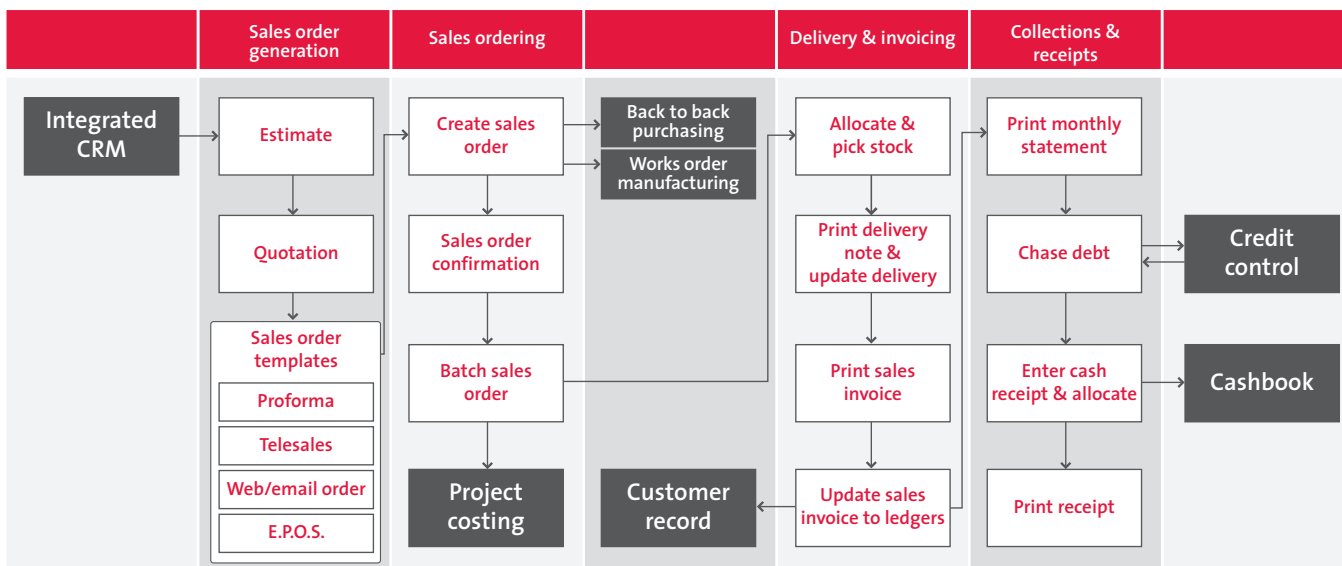 Sales order
generation
Sales ordering
Delivery & invoicing
Collections &
receipts
Integrated
CRM
Estimate
Quotation
Sales order
templates
Proforma
Telesales
Web/email order
E.P.O.S.
Create sales
order
Sales order
confirmation
Batch sales
order
Project
costing
Back to back
purchasing
Works order
manufacturing
Customer
record
Allocate &
pick stock
Print delivery
note &
update delivery
Print sales
invoice
Update sales
invoice to ledgers
Print monthly
statement
Chase debt
Enter cash
receipt & allocate
Print receipt
Credit
control
Cashbook